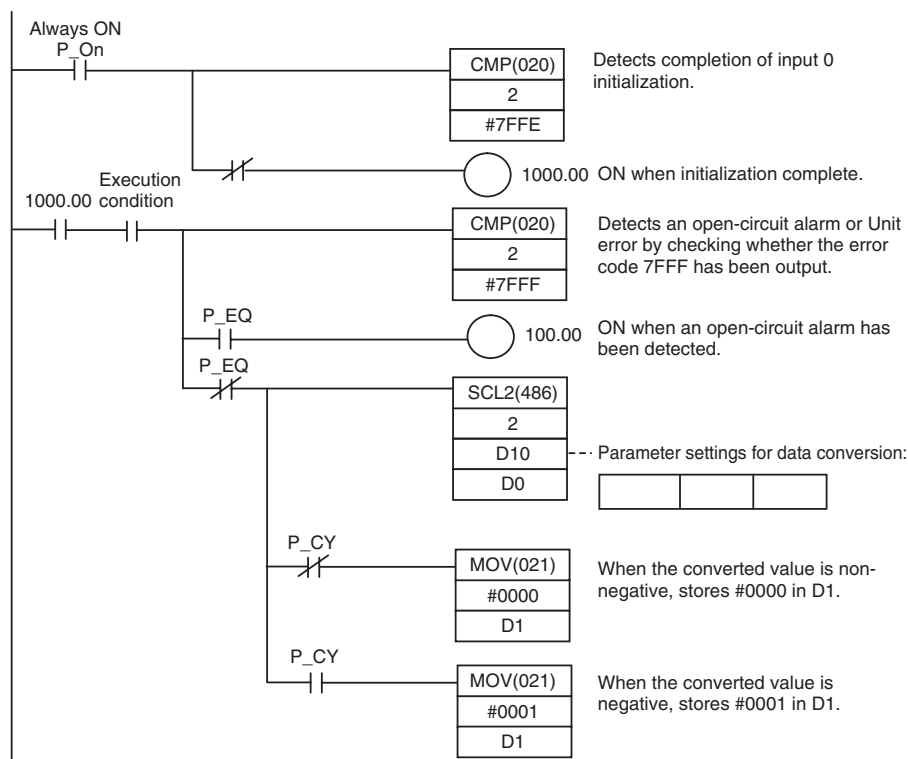 Always ON
P_On
CMP(020)
2
#7FFE
Detects completion of input 0
initialization.
1000.00 ON when initialization complete.
Execution
1000.00 condition
CMP(020)
2
#7FFF
Detects an open-circuit alarm or Unit
error by checking whether the error
code 7FFF has been output.
P_EQ
100.00 ON when an open-circuit alarm has
been detected.
P_EQ
SCL2(486)
2
D10
D0
Parameter settings for data conversion:
P_CY
MOV(021)
#0000
D1
When the converted value is non-
negative, stores #0000 in D1.
P_CY
MOV(021)
#0001
D1
When the converted value is
negative, stores #0001 in D1.